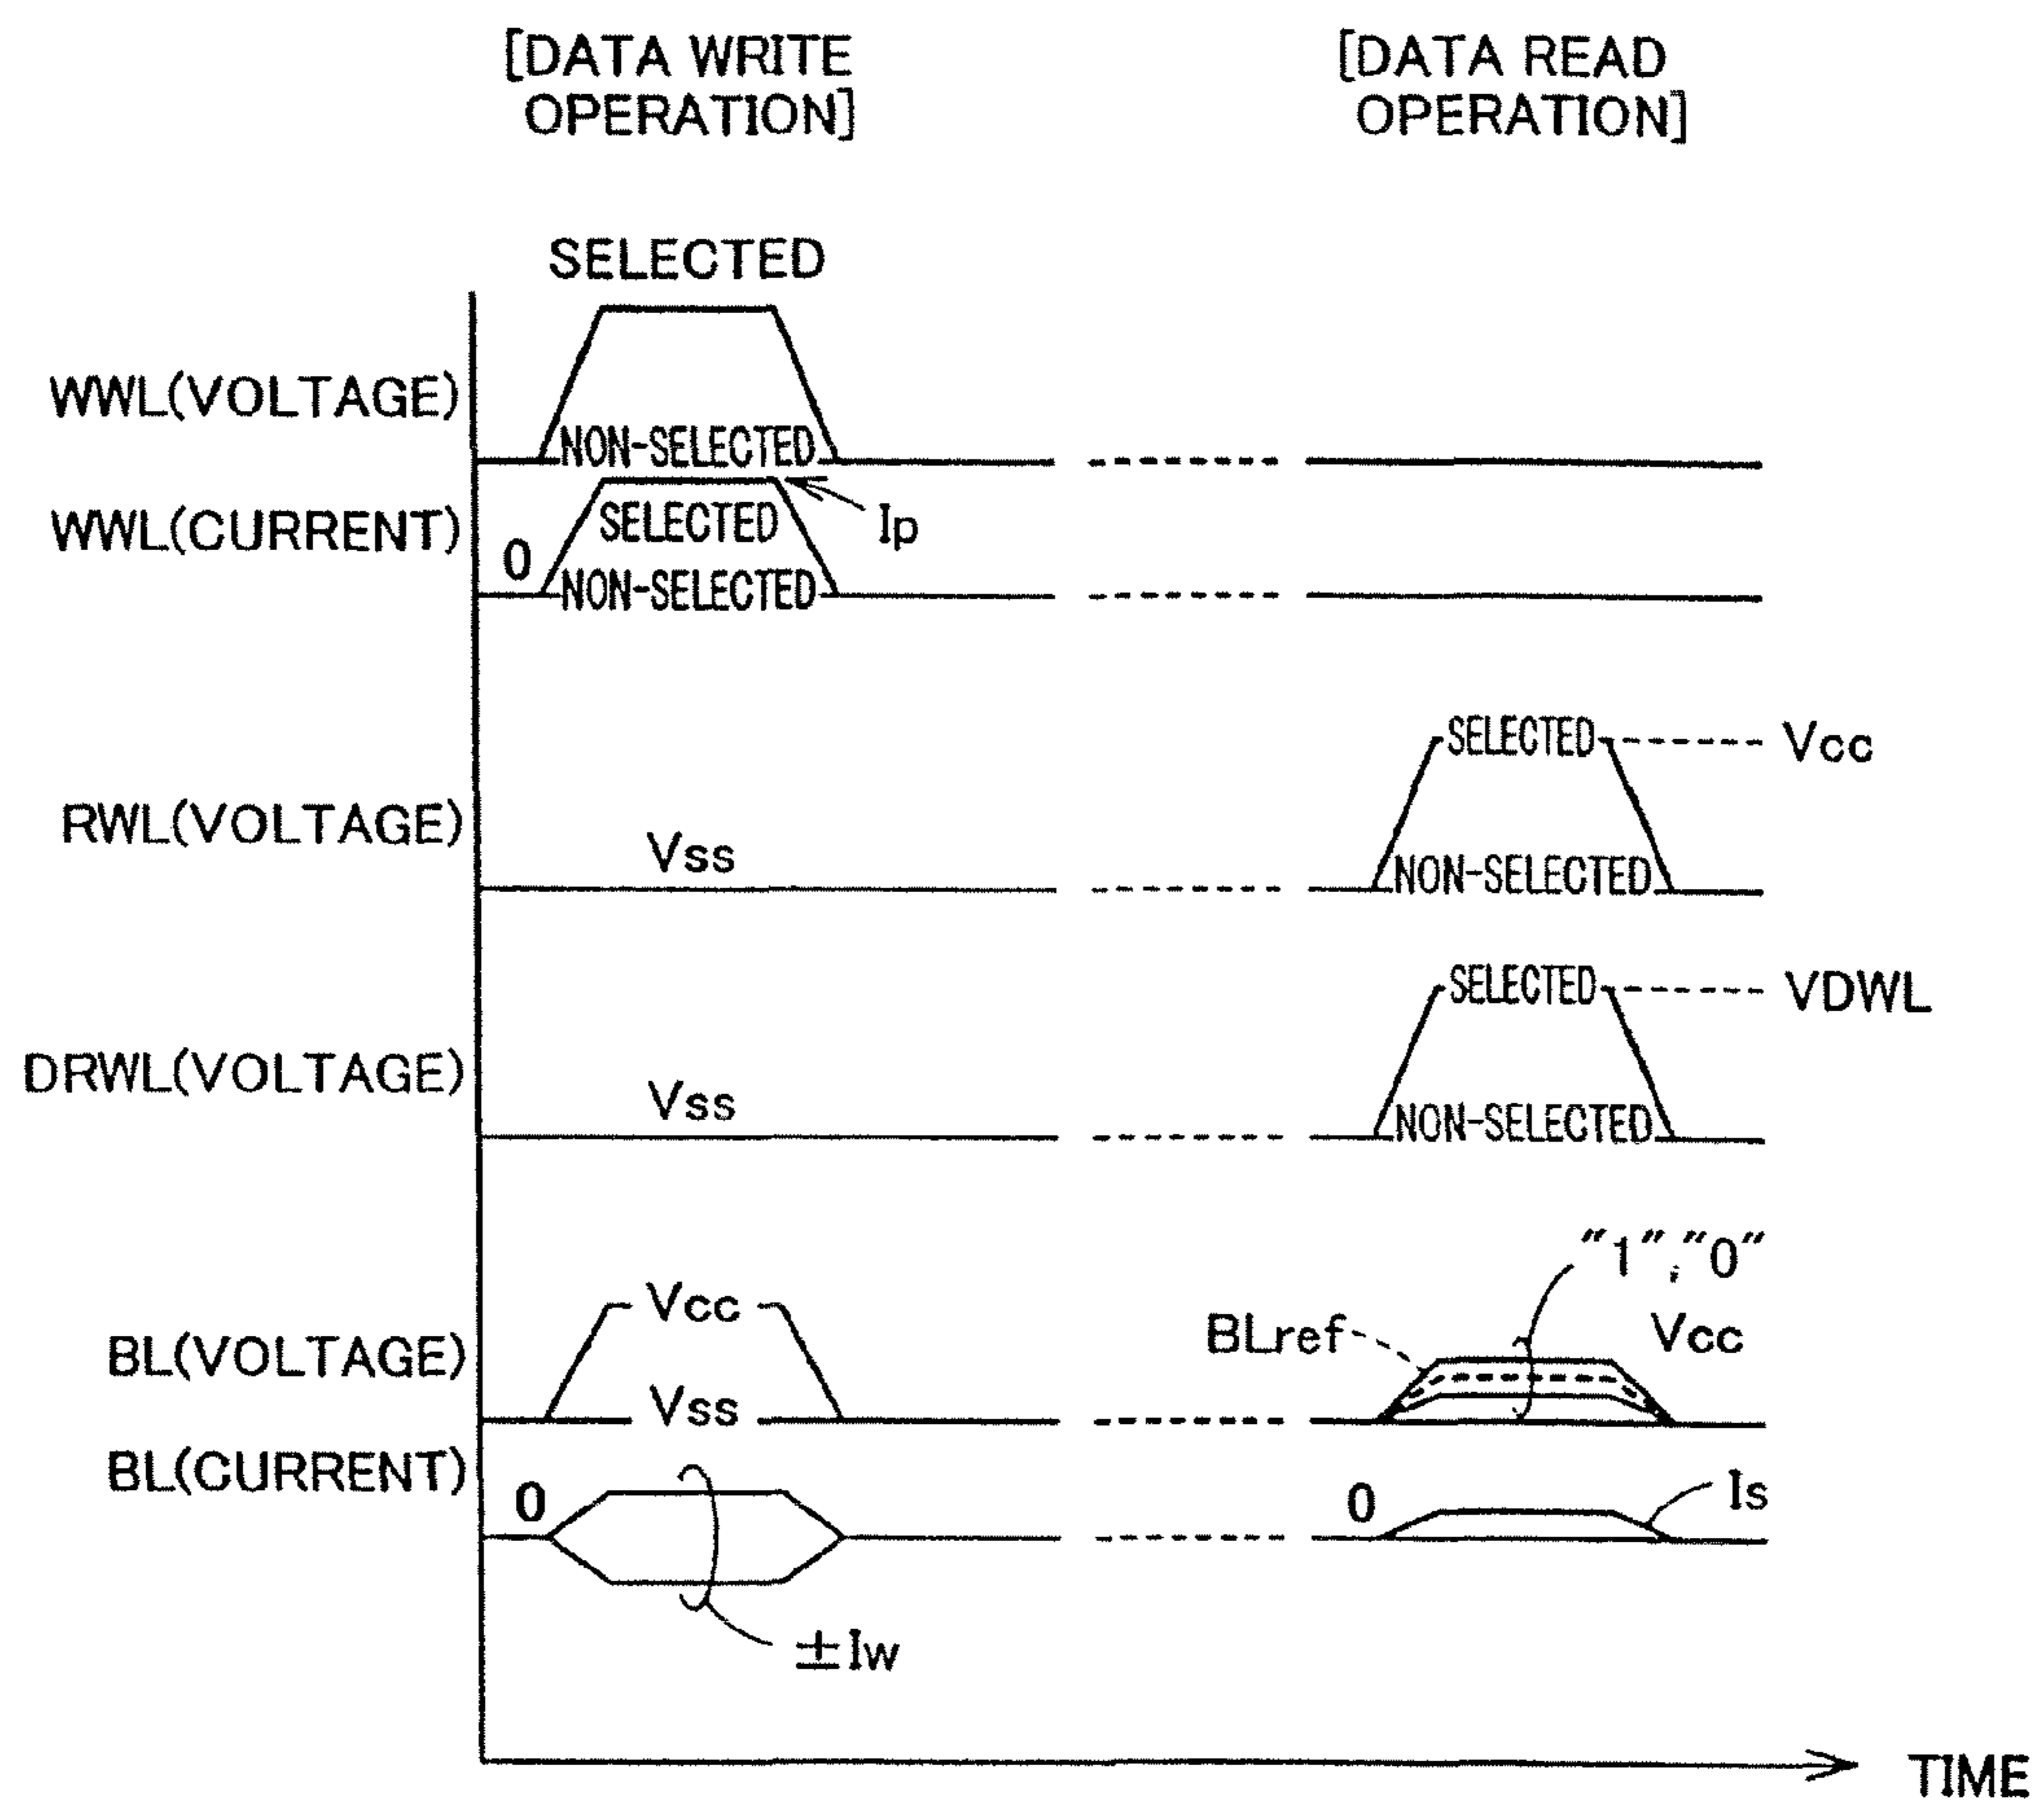 [DATA WRITE
OPERATION]
[DATA READ
OPERATION]
SELECTED
WWL(VOLTAGE)
NON-SELECTED
WWL(CURRENT)
SELECTED
Ip
0
NON-SELECTED
SELECTED
Vcc
RWL(VOLTAGE)
Vss
NON-SELECTED
SELECTED
VDWL
DRWL(VOLTAGE)
Vss
NON-SELECTED
"1","0"
Vcc
BLref
Vcc
BL(VOLTAGE)
Vss
BL(CURRENT)
0
0
Is
±Iw
TIME